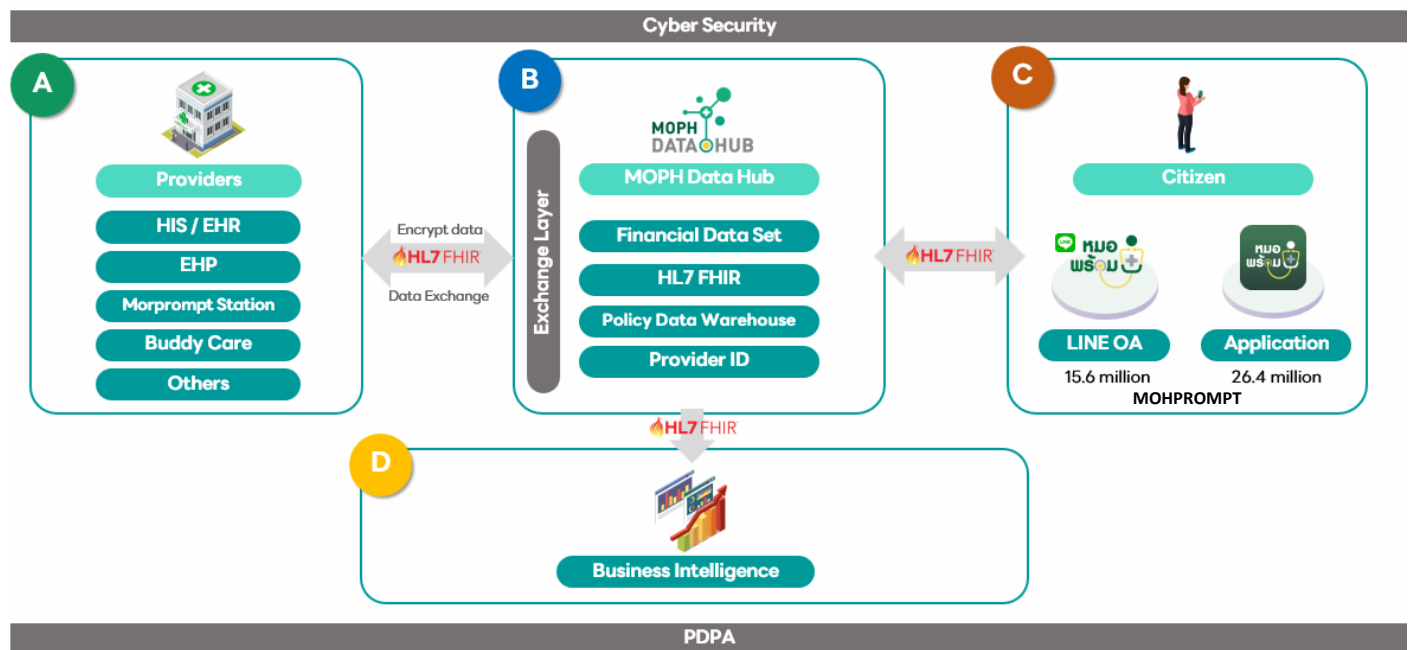 Cyber Security
A
Providers
HIS / EHR
EHP
Morprompt Station
Buddy Care
Others
Encrypt data
HL7 FHIR
Data Exchange
B
Exchange Layer
MOPH
DATA HUB
MOPH Data Hub
Financial Data Set
HL7 FHIR
Policy Data Warehouse
Provider ID
HL7 FHIR
C
Citizen
LINE
หมอ
พร้อม
LINE OA
15.6 million
หมอ
พร้อม
Application
26.4 million
MOHPROMPT
HL7 FHIR
D
Business Intelligence
PDPA